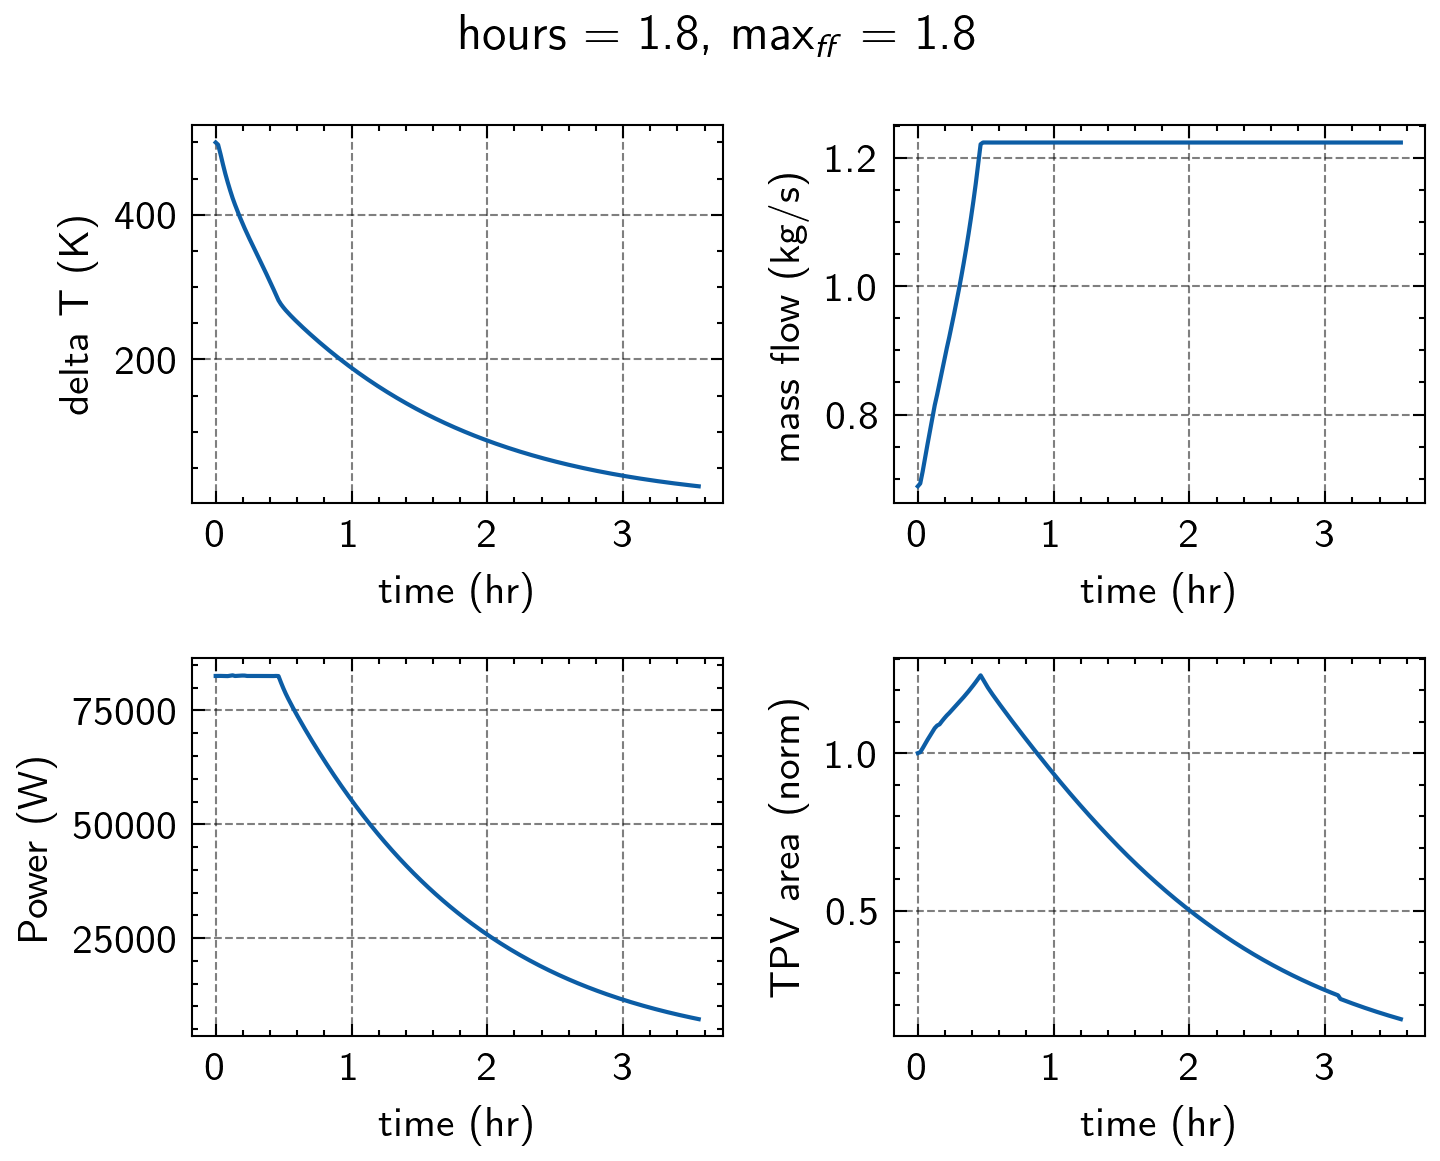 hours = 1.8, max_ff = 1.8
delta T (K)
400
200
0 1 2 3
time (hr)
mass flow (kg/s)
1.2
1.0
0.8
0 1 2 3
time (hr)
Power (W)
75000
50000
25000
0 1 2 3
time (hr)
TPV area (norm)
1.0
0.5
0 1 2 3
time (hr)